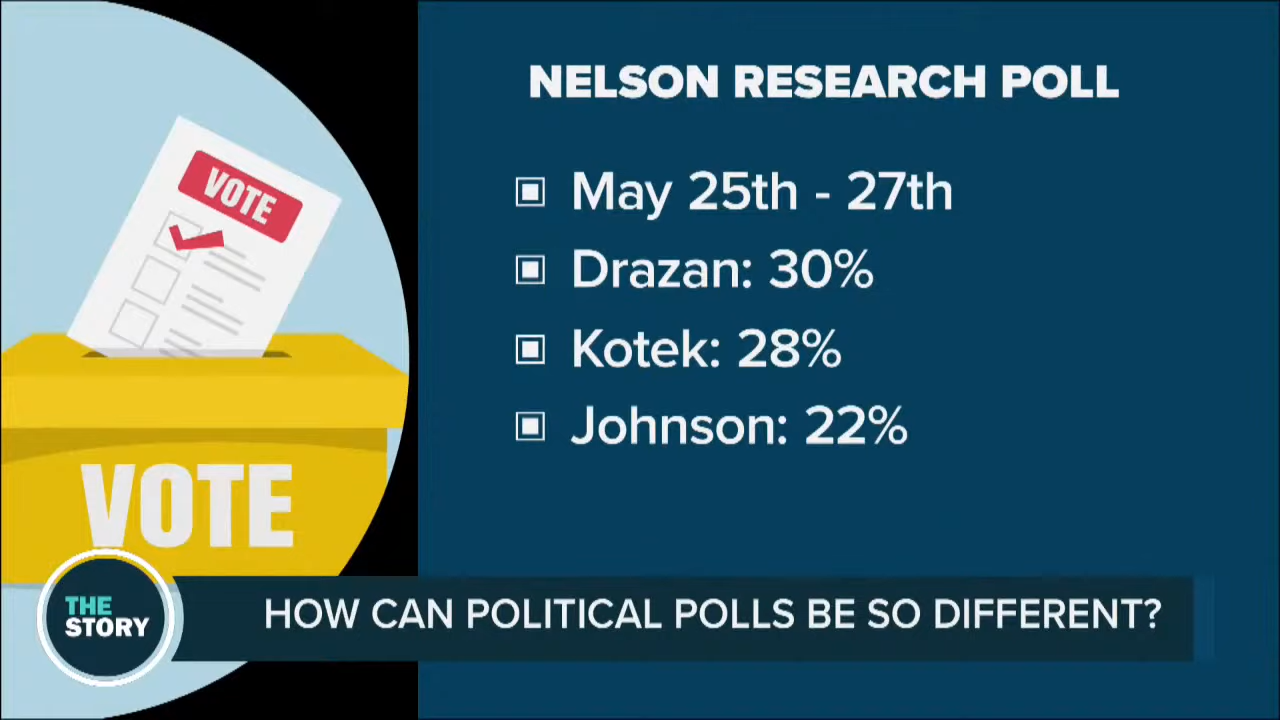 NELSON RESEARCH POLL
VOTE
May 25th - 27th
Drazan: 30%
Kotek: 28%
Johnson: 22%
VOTE
THE
STORY
HOW CAN POLITICAL POLLS BE SO DIFFERENT?